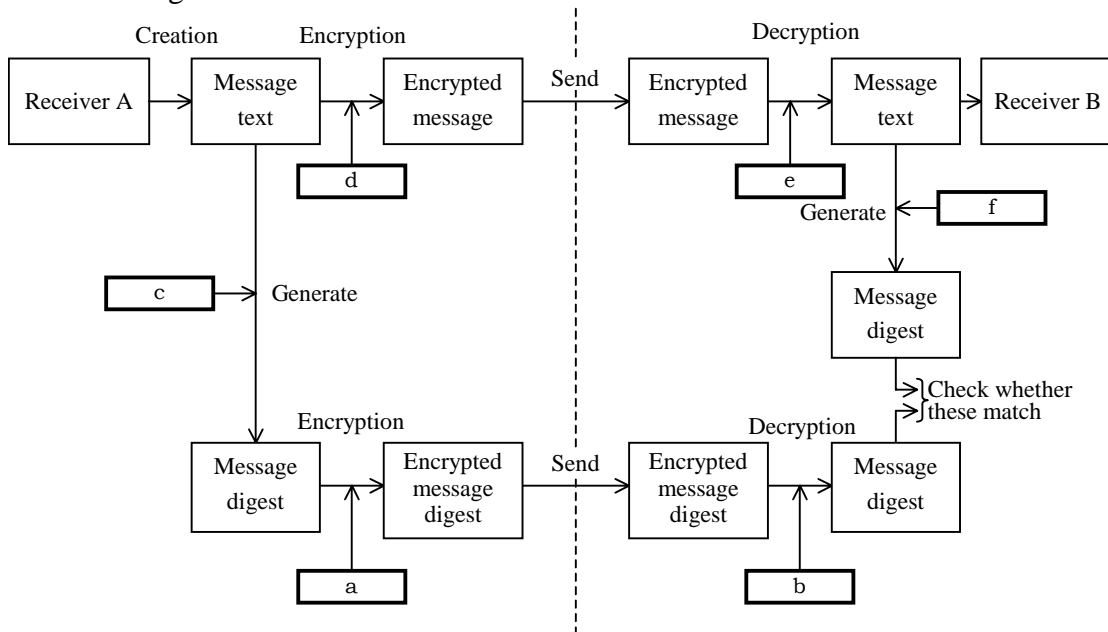 Creation
Encryption
Decryption
Receiver A
Message
text
Encrypted
message
Send
Encrypted
message
Message
text
Receiver B
d
e
Generate
f
c
Generate
Message
digest
Check whether
these match
Encryption
Decryption
Message
digest
Encrypted
message
digest
Send
Encrypted
message
digest
Message
digest
a
b